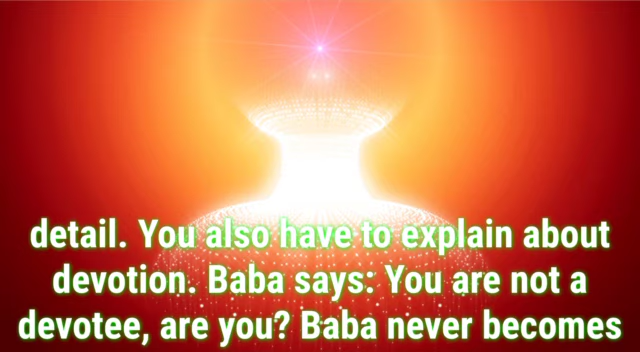 detail. You also have to explain about
devotion. Baba says: You are not a
devotee, are you? Baba never becomes